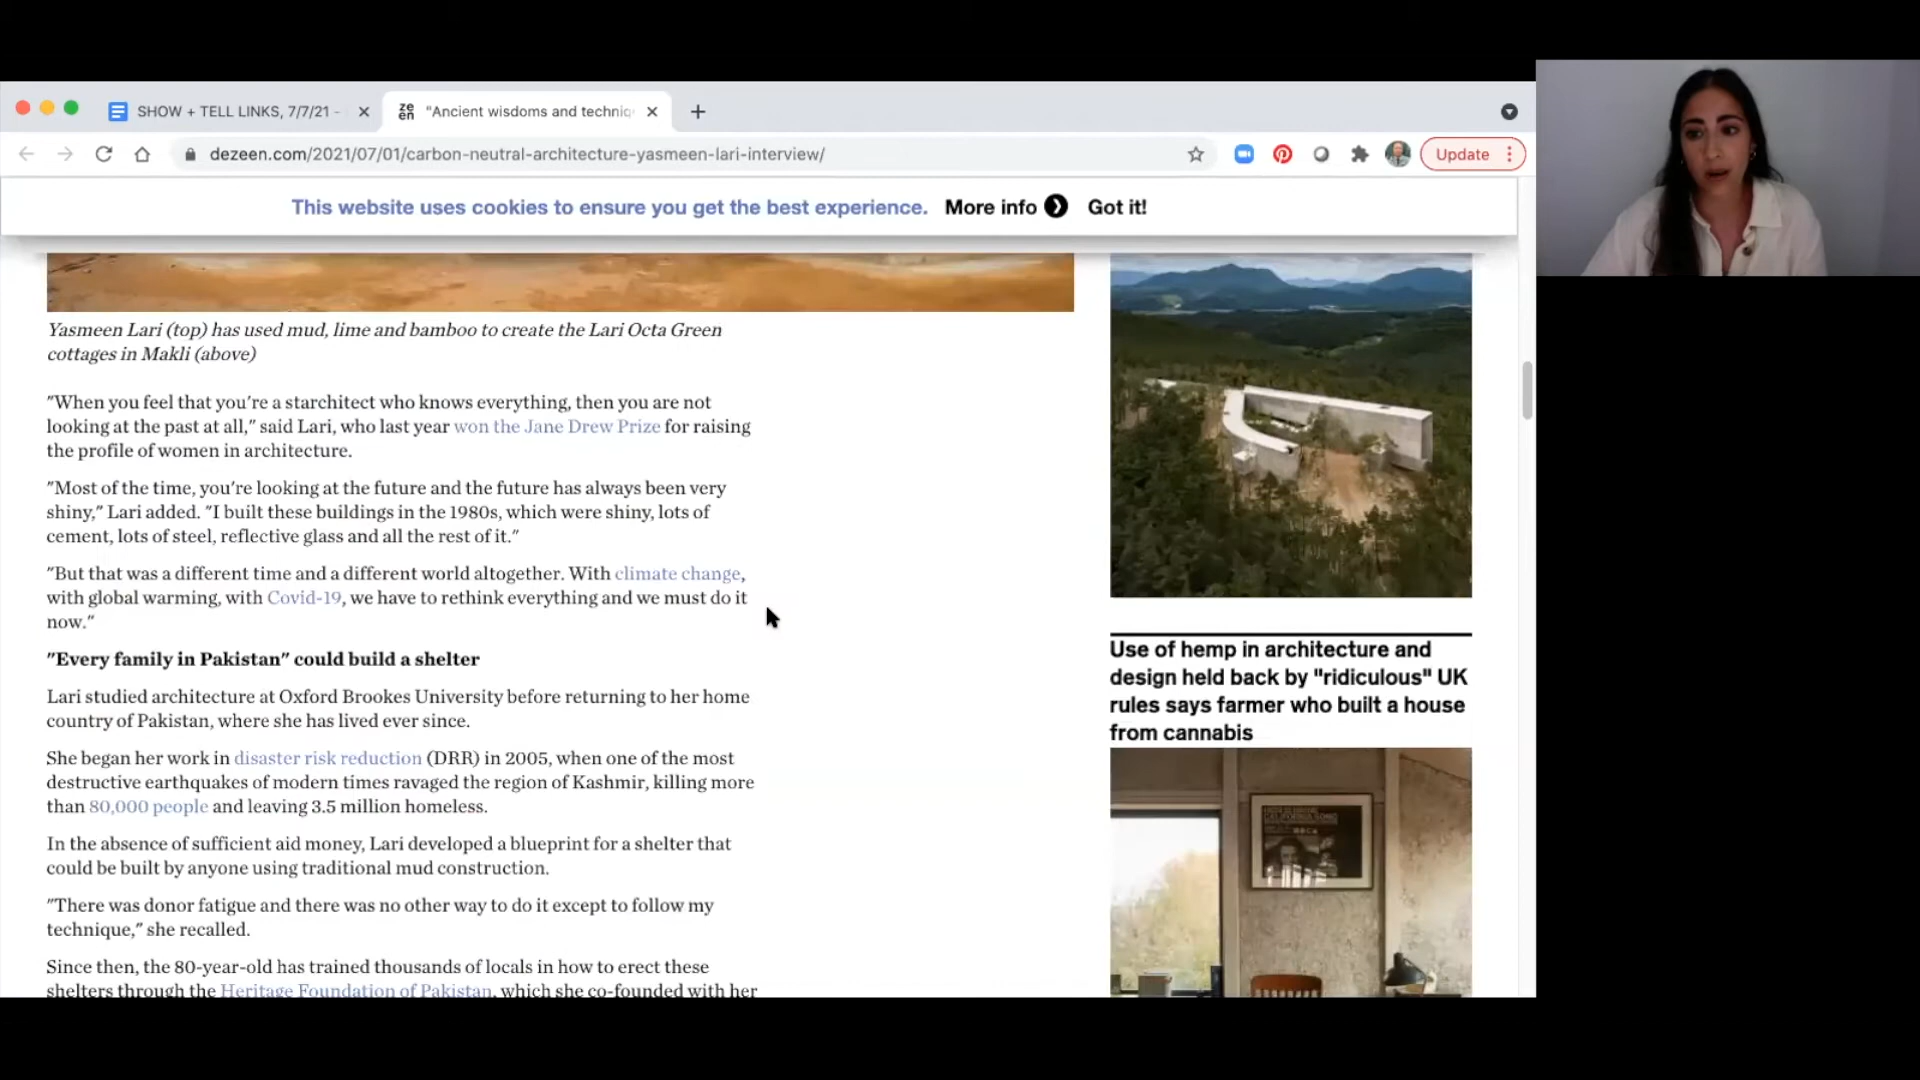 SHOW + TELL LINKS, 7/7/21 -
ze
en
"Ancient wisdoms and techniq
dezeen.com/2021/07/01/carbon-neutral-architecture-yasmeen-lari-interview/
Update
This website uses cookies to ensure you get the best experience. More info Got it!
Yasmeen Lari (top) has used mud, lime and bamboo to create the Lari Octa Green
cottages in Makli (above)
"When you feel that you're a starchitect who knows everything, then you are not
looking at the past at all," said Lari, who last year won the Jane Drew Prize for raising
the profile of women in architecture.
"Most of the time, you're looking at the future and the future has always been very
shiny," Lari added. "I built these buildings in the 1980s, which were shiny, lots of
cement, lots of steel, reflective glass and all the rest of it."
"But that was a different time and a different world altogether. With climate change,
with global warming, with Covid-19, we have to rethink everything and we must do it
now."
"Every family in Pakistan" could build a shelter
Lari studied architecture at Oxford Brookes University before returning to her home
country of Pakistan, where she has lived ever since.
She began her work in disaster risk reduction (DRR) in 2005, when one of the most
destructive earthquakes of modern times ravaged the region of Kashmir, killing more
than 80,000 people and leaving 3.5 million homeless.
In the absence of sufficient aid money, Lari developed a blueprint for a shelter that
could be built by anyone using traditional mud construction.
"There was donor fatigue and there was no other way to do it except to follow my
technique," she recalled.
Since then, the 80-year-old has trained thousands of locals in how to erect these
shelters through the Heritage Foundation of Pakistan, which she co-founded with her
Use of hemp in architecture and
design held back by "ridiculous" UK
rules says farmer who built a house
from cannabis